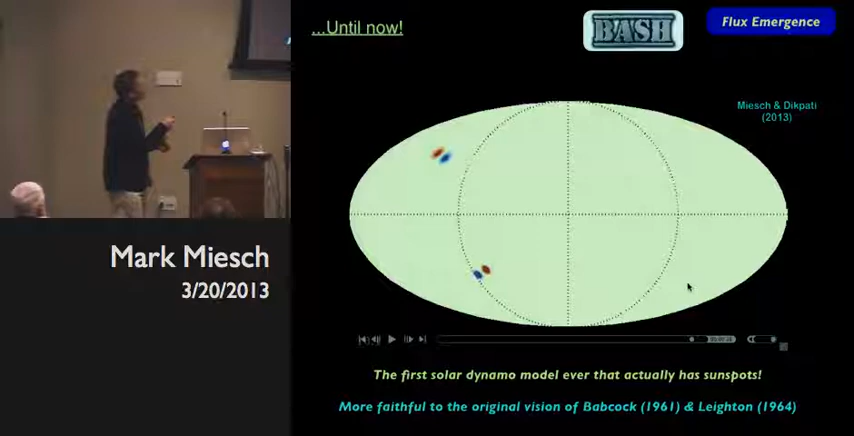 ...Until now!
BASH
Flux Emergence
Miesch & Dikpati
(2013)
Mark Miesch
3/20/2013
The first solar dynamo model ever that actually has sunspots!
More faithful to the original vision of Babcock (1961) & Leighton (1964)